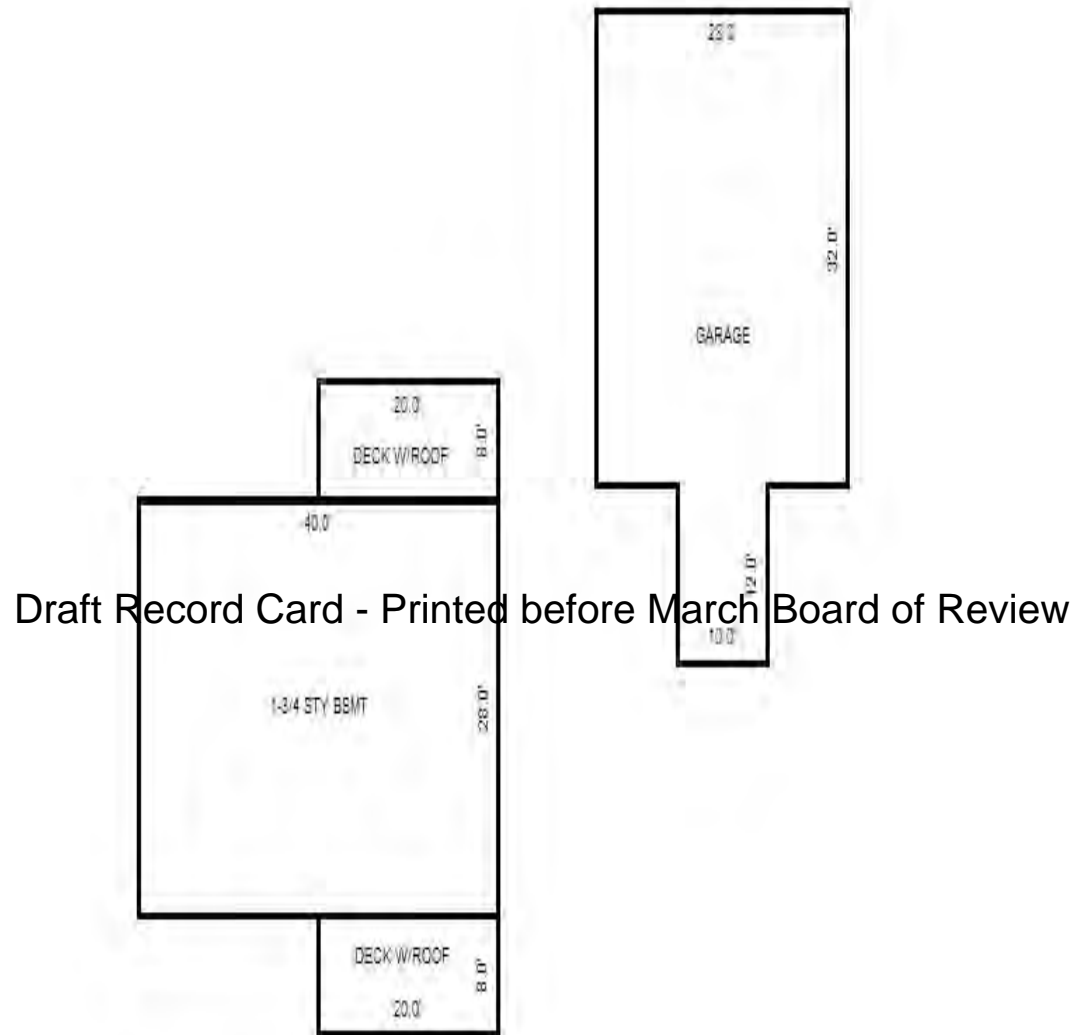 28.0'
32.0'
GARAGE
20.0'
8.0'
DECK W/ROOF
40.0'
12.0'
Draft Record Card - Printed before March Board of Review
10.0'
1-3/4 STY BSMT
28.0'
DECK W/ROOF
8.0'
20.0'